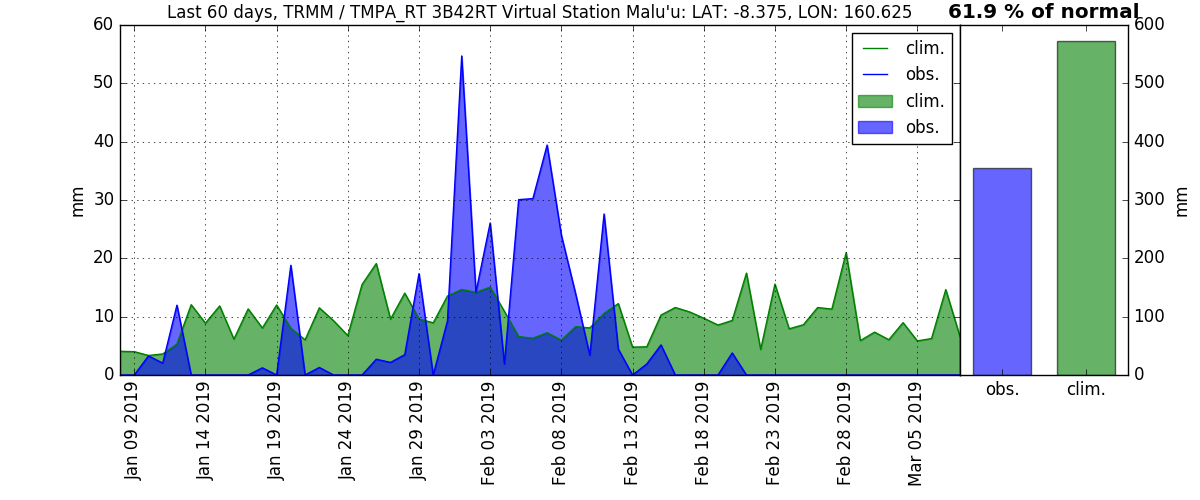 Last 60 days, TRMM / TMPA_RT 3B42RT Virtual Station Malu'u: LAT: -8.375, LON: 160.625
61.9 % of normal
60
50
40
30
20
10
0
mm
clim.
obs.
clim.
obs.
600
500
400
300
200
100
0
mm
obs.
clim.
Jan 09 2019
Jan 14 2019
Jan 19 2019
Jan 24 2019
Jan 29 2019
Feb 03 2019
Feb 08 2019
Feb 13 2019
Feb 18 2019
Feb 23 2019
Feb 28 2019
Mar 05 2019